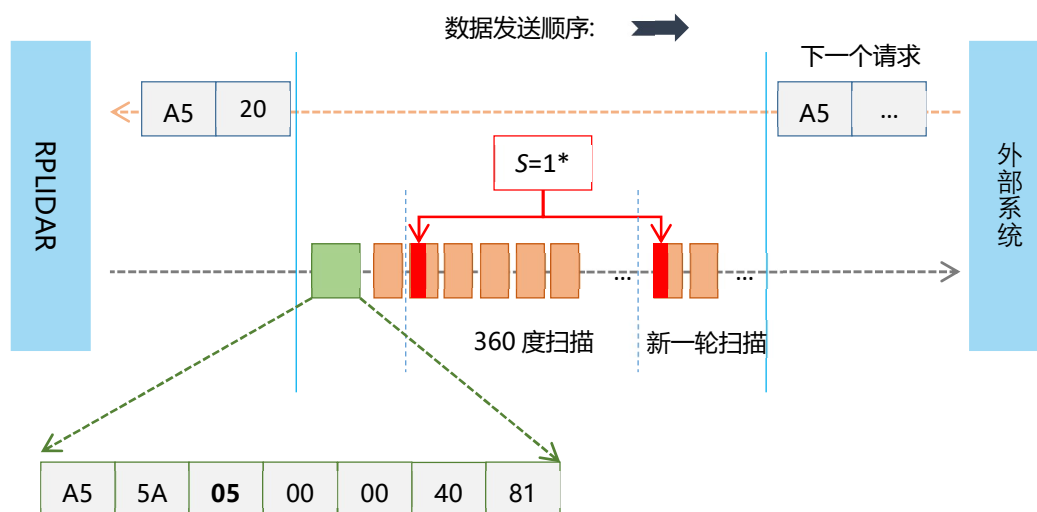 数据发送顺序:
下一个请求
A5 20
A5 ...
RPLIDAR
外部系统
S=1*
... ...
360 度扫描
新一轮扫描
A5 5A 05 00 00 40 81